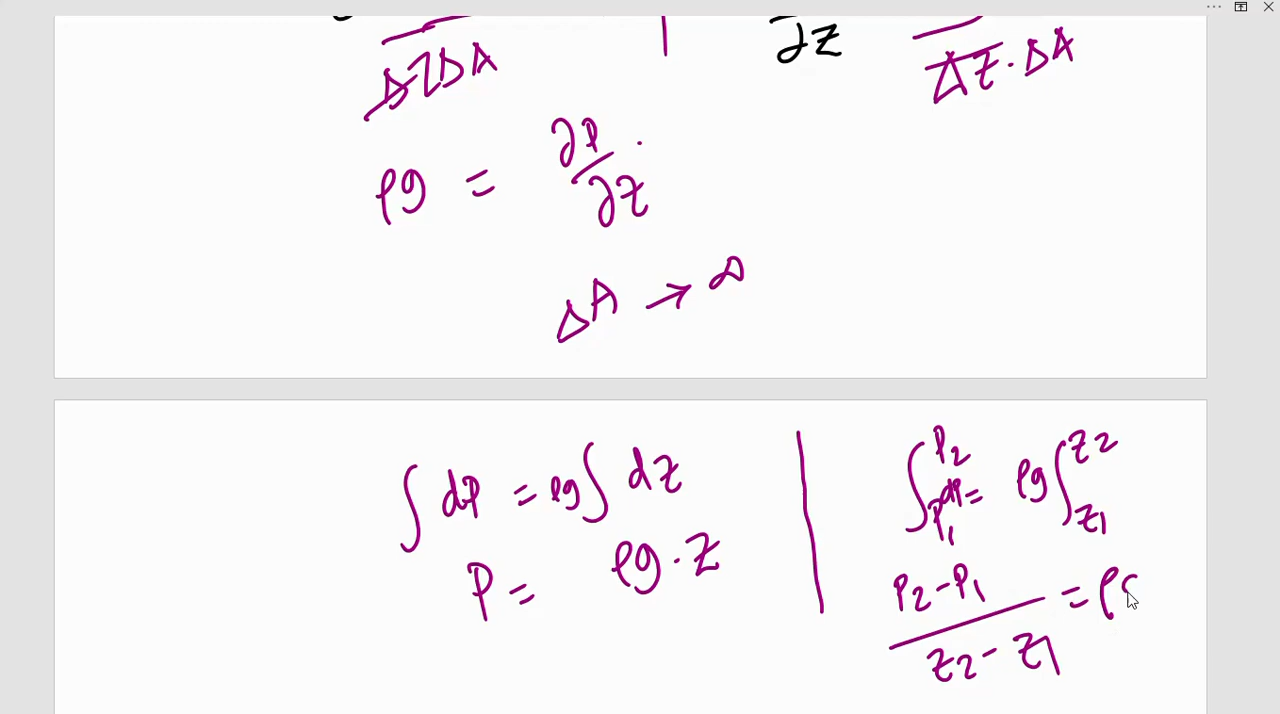 ΔZΔA
∂Z
ΔZ·ΔA
ρg = ∂P/∂Z
ΔA → ∞
∫ dP = ρg ∫ dZ
P = ρg·Z
∫_{P1}^{P2} dP = ρg ∫_{Z1}^{Z2}
(P2-P1)/(Z2-Z1) = ρg